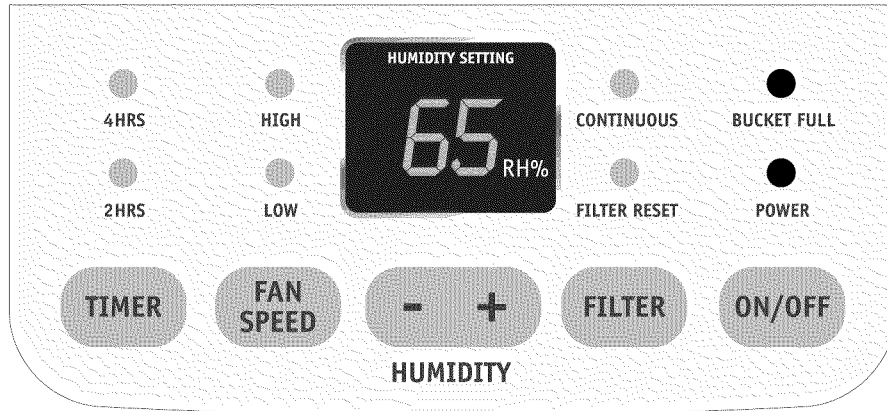 HUMIDITY SETTING
65 RH%
4HRS
HIGH
CONTINUOUS
BUCKET FULL
2HRS
LOW
FILTER RESET
POWER
TIMER
FAN
SPEED
- +
FILTER
ON/OFF
HUMIDITY